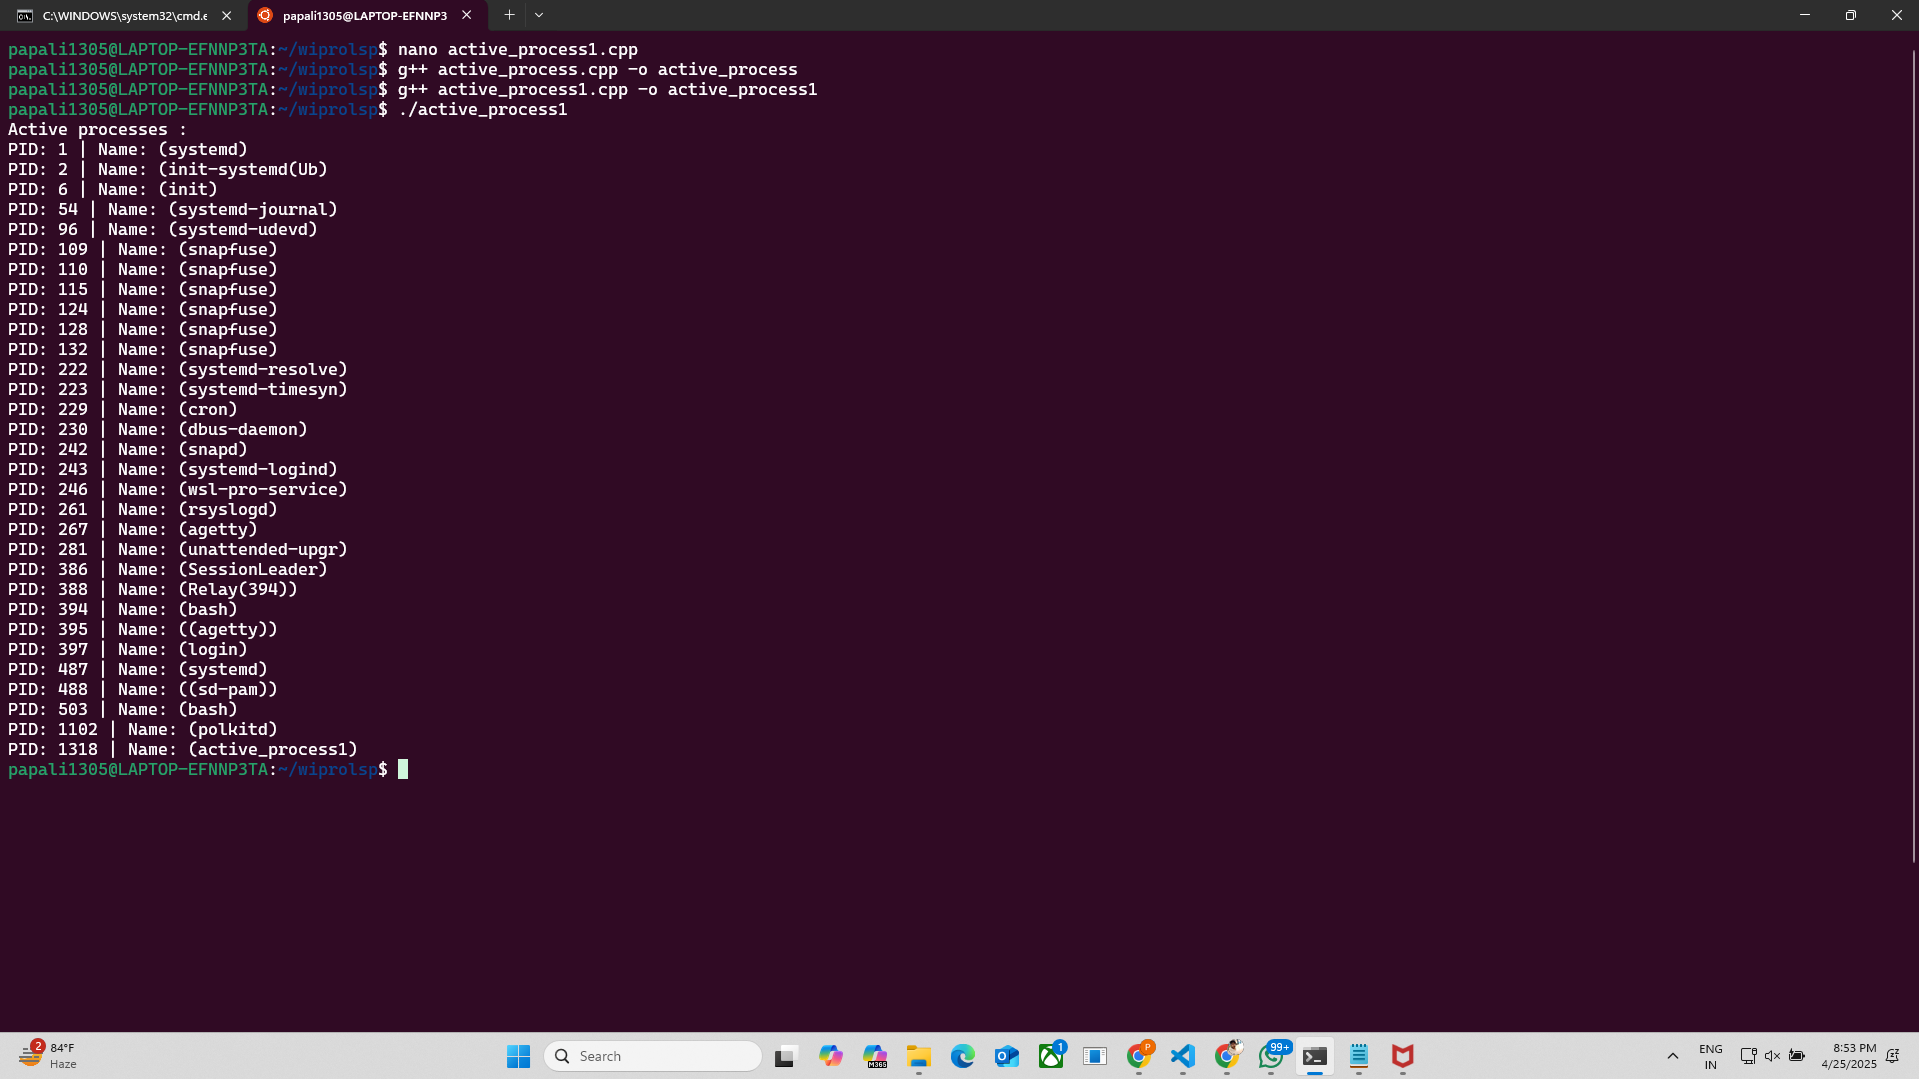 C:\WINDOWS\system32\cmd.e
papali1305@LAPTOP-EFNNP3
papali1305@LAPTOP-EFNNP3TA:~/wiprolsp$ nano active_process1.cpp
papali1305@LAPTOP-EFNNP3TA:~/wiprolsp$ g++ active_process.cpp -o active_process
papali1305@LAPTOP-EFNNP3TA:~/wiprolsp$ g++ active_process1.cpp -o active_process1
papali1305@LAPTOP-EFNNP3TA:~/wiprolsp$ ./active_process1
Active processes :
PID: 1 | Name: (systemd)
PID: 2 | Name: (init-systemd(Ub)
PID: 6 | Name: (init)
PID: 54 | Name: (systemd-journal)
PID: 96 | Name: (systemd-udevd)
PID: 109 | Name: (snapfuse)
PID: 110 | Name: (snapfuse)
PID: 115 | Name: (snapfuse)
PID: 124 | Name: (snapfuse)
PID: 128 | Name: (snapfuse)
PID: 132 | Name: (snapfuse)
PID: 222 | Name: (systemd-resolve)
PID: 223 | Name: (systemd-timesyn)
PID: 229 | Name: (cron)
PID: 230 | Name: (dbus-daemon)
PID: 242 | Name: (snapd)
PID: 243 | Name: (systemd-logind)
PID: 246 | Name: (wsl-pro-service)
PID: 261 | Name: (rsyslogd)
PID: 267 | Name: (agetty)
PID: 281 | Name: (unattended-upgr)
PID: 386 | Name: (SessionLeader)
PID: 388 | Name: (Relay(394))
PID: 394 | Name: (bash)
PID: 395 | Name: ((agetty))
PID: 397 | Name: (login)
PID: 487 | Name: (systemd)
PID: 488 | Name: ((sd-pam))
PID: 503 | Name: (bash)
PID: 1102 | Name: (polkitd)
PID: 1318 | Name: (active_process1)
papali1305@LAPTOP-EFNNP3TA:~/wiprolsp$
2
84°F
Haze
Search
M365
1
P
99+
ENG
IN
8:53 PM
4/25/2025